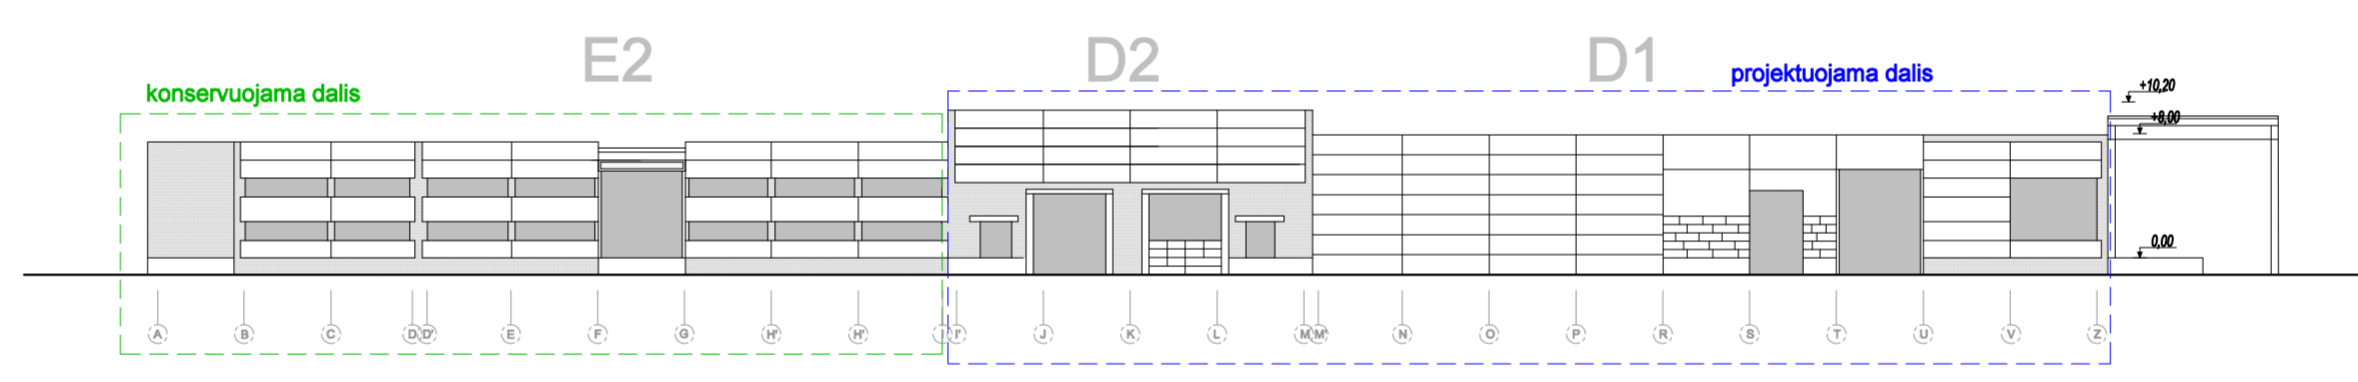 E2 D2 D1
konservuojama dalis
projektuojama dalis
+10,20
+8,00
0,00
A B C D D' E F G H' H' I I' J K L M M' N O P R S T U V Z